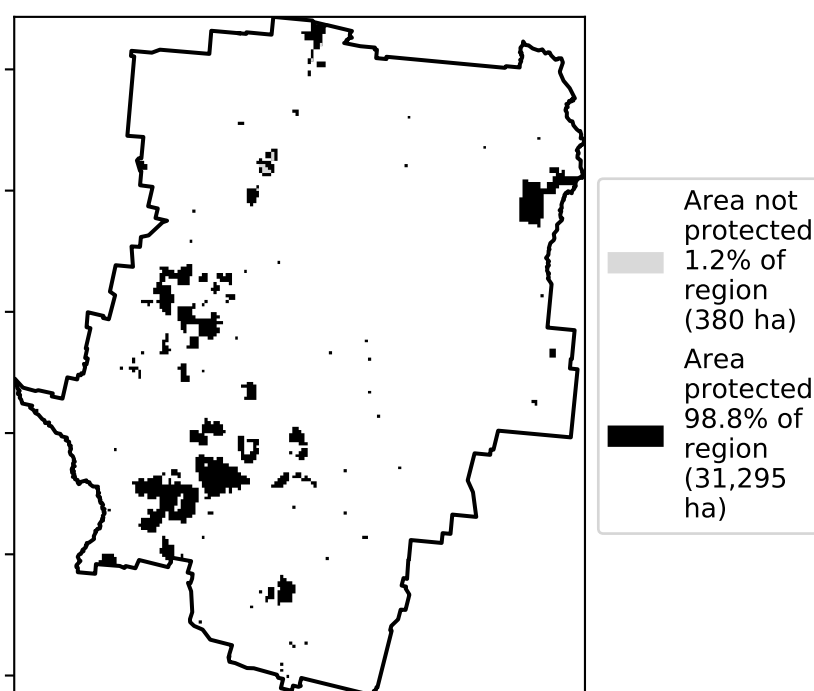 Area not
protected
1.2% of
region
(380 ha)
Area
protected
98.8% of
region
(31,295
ha)